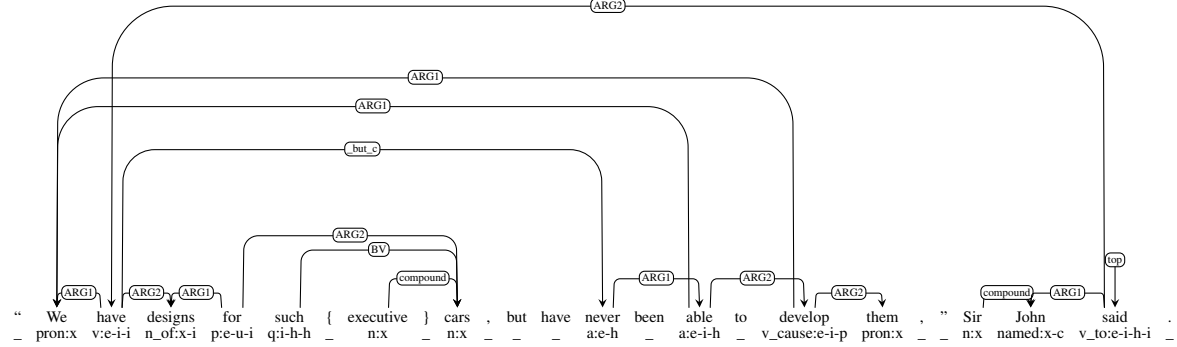 ARG2
ARG1
ARG1
_but_c
ARG2
BV
top
compound
ARG1 ARG2 ARG1 ARG1 ARG2 ARG2 compound ARG1
“ We have designs for such { executive } cars , but have never been able to develop them , ” Sir John said .
_ pron:x v:e-i-i n_of:x-i p:e-u-i q:i-h-h _ n:x _ n:x _ _ _ a:e-h _ a:e-i-h _ v_cause:e-i-p pron:x _ _ n:x named:x-c v_to:e-i-h-i _